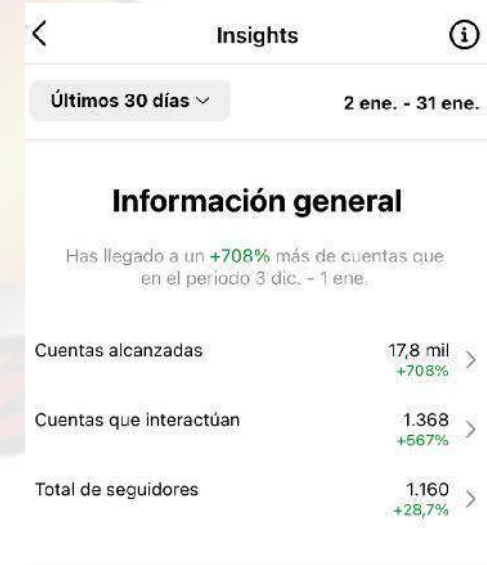 Insights
Últimos 30 días
2 ene. - 31 ene.
Información general
Has llegado a un +708% más de cuentas que
en el periodo 3 dic. - 1 ene.
Cuentas alcanzadas
17,8 mil
+708%
Cuentas que interactúan
1.368
+567%
Total de seguidores
1.160
+28,7%